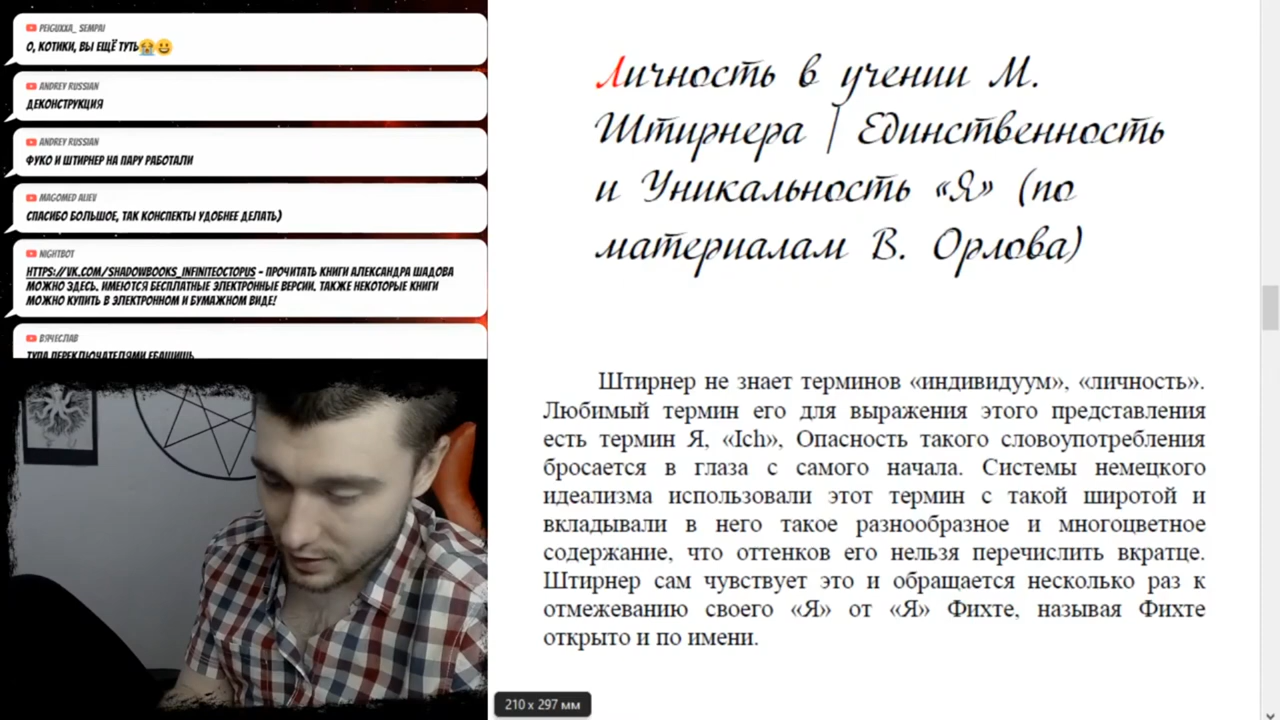 PEIGUXXA_ SEMPAI
О, КОТИКИ, ВЫ ЕЩЁ ТУТЬ😭😀
ANDREY RUSSIAN
ДЕКОНСТРУКЦИЯ
ANDREY RUSSIAN
ФУКО И ШТИРНЕР НА ПАРУ РАБОТАЛИ
MAGOMED ALIEV
СПАСИБО БОЛЬШОЕ, ТАК КОНСПЕКТЫ УДОБНЕЕ ДЕЛАТЬ)
NIGHTBOT
HTTPS://VK.COM/SHADOWBOOKS_INFINITEOCTOPUS - ПРОЧИТАТЬ КНИГИ АЛЕКСАНДРА ШАДОВА
МОЖНО ЗДЕСЬ. ИМЕЮТСЯ БЕСПЛАТНЫЕ ЭЛЕКТРОННЫЕ ВЕРСИИ. ТАКЖЕ НЕКОТОРЫЕ КНИГИ
МОЖНО КУПИТЬ В ЭЛЕКТРОННОМ И БУМАЖНОМ ВИДЕ!
ВЯЧЕСЛАВ
ТУПА ПЕРЕКЛЮЧАТЕЛЯМИ ЕБАШИШЬ
Личность в учении М.
Штирнера | Единственность
и Уникальность «Я» (по
материалам В. Орлова)
Штирнер не знает терминов «индивидуум», «личность».
Любимый термин его для выражения этого представления
есть термин Я, «Ich», Опасность такого словоупотребления
бросается в глаза с самого начала. Системы немецкого
идеализма использовали этот термин с такой широтой и
вкладывали в него такое разнообразное и многоцветное
содержание, что оттенков его нельзя перечислить вкратце.
Штирнер сам чувствует это и обращается несколько раз к
отмежеванию своего «Я» от «Я» Фихте, называя Фихте
открыто и по имени.
210 x 297 мм